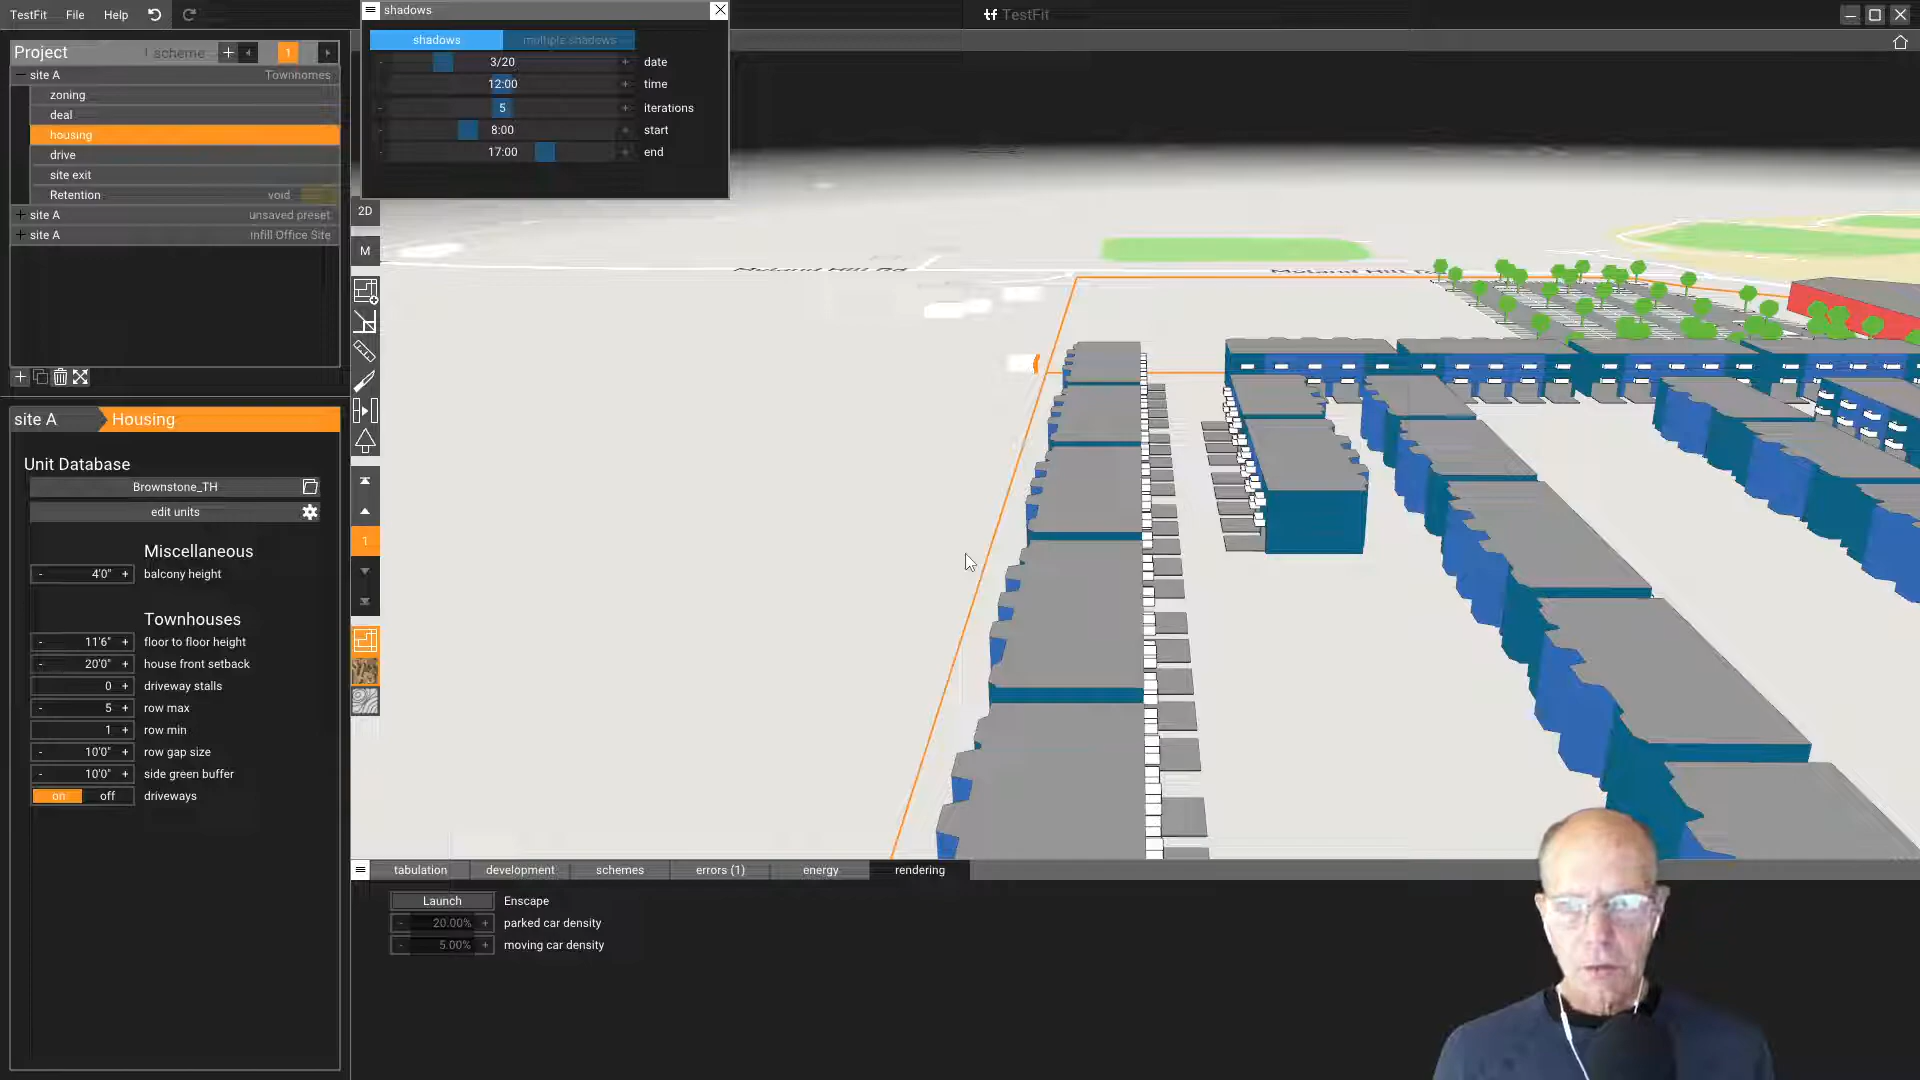 TestFit File Help
shadows
TestFit
Project scheme + 1
shadows multiple shadows
- 3/20 + date
12:00 time
- 5 + iterations
- 8:00 + start
- 17:00 + end
site A Townhomes
zoning
deal
housing
drive
site exit
Retention void
+ site A unsaved preset
+ site A infill Office Site
2D
M
1
Moland Hill Rd
site A Housing
Unit Database
Brownstone_TH
edit units
Miscellaneous
- 4'0" + balcony height
Townhouses
- 11'6" + floor to floor height
- 20'0" + house front setback
0 + driveway stalls
- 5 + row max
1 + row min
- 10'0" + row gap size
- 10'0" + side green buffer
on off driveways
tabulation development schemes errors (1) energy rendering
Launch Enscape
- 20.00% + parked car density
- 5.00% + moving car density